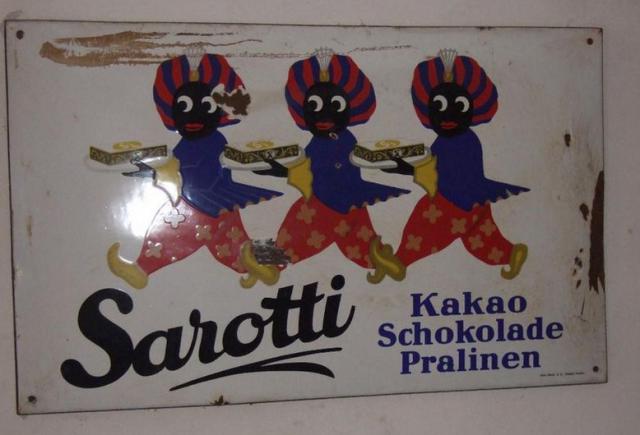 Sarotti
Kakao
Schokolade
Pralinen